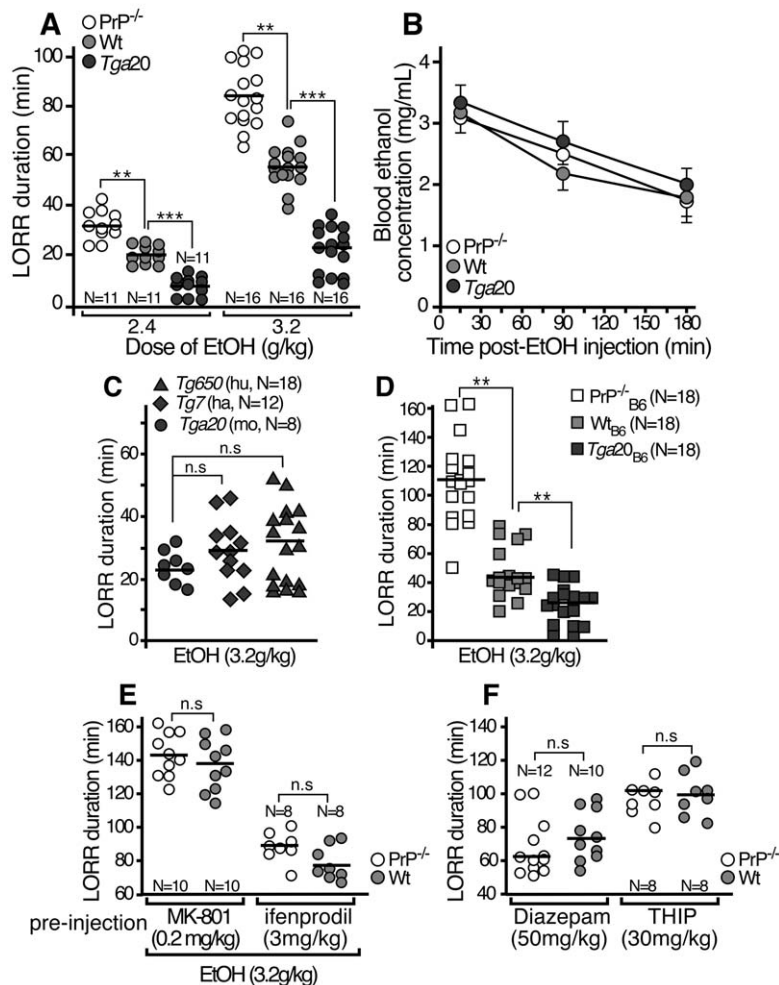 A
PrP-/-
Wt
Tga20
LORR duration (min)
100
80
60
40
20
0
**
***
**
***
N=11
N=11
N=11
N=16
N=16
N=16
2.4
3.2
Dose of EtOH (g/kg)
B
Blood ethanol
concentration (mg/mL)
4
3
2
1
0
PrP-/-
Wt
Tga20
0 30 60 90 120 150 180
Time post-EtOH injection (min)
C
Tg650 (hu, N=18)
Tg7 (ha, N=12)
Tga20 (mo, N=8)
LORR duration (min)
60
40
20
0
n.s
n.s
EtOH (3.2g/kg)
D
PrP-/-B6 (N=18)
WtB6 (N=18)
Tga20B6 (N=18)
LORR duration (min)
160
140
120
100
80
60
40
20
0
**
**
EtOH (3.2g/kg)
E
LORR duration (min)
160
140
120
100
80
60
n.s
n.s
N=8
N=8
N=10
N=10
PrP-/-
Wt
pre-injection
MK-801
(0.2 mg/kg)
ifenprodil
(3mg/kg)
EtOH (3.2g/kg)
F
LORR duration (min)
140
120
100
80
60
40
n.s
n.s
N=12
N=10
N=8
N=8
PrP-/-
Wt
Diazepam
(50mg/kg)
THIP
(30mg/kg)